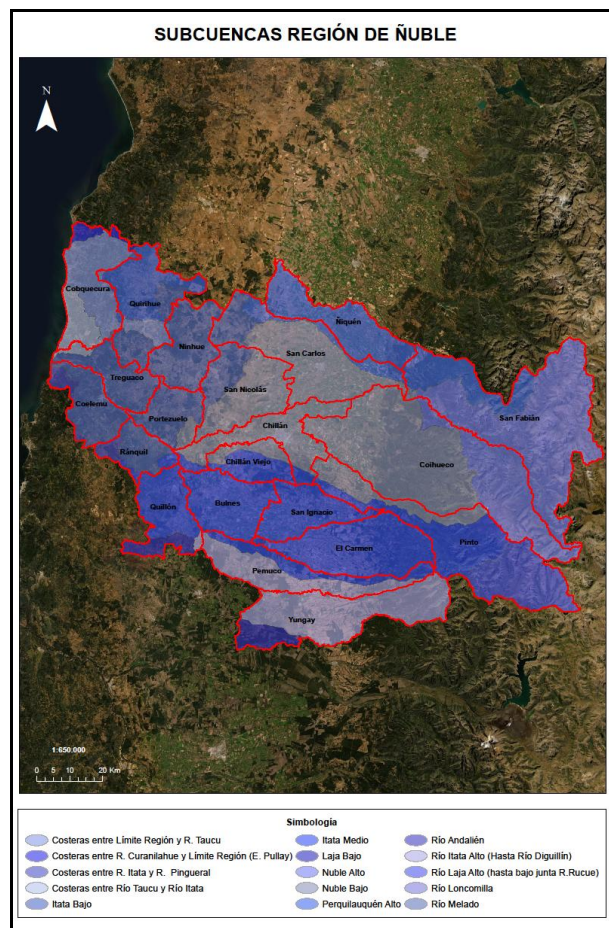 SUBCUENCAS REGIÓN DE ÑUBLE
N
Cobquecura
Quirihue
Ñiquén
Ninhue
San Carlos
Treguaco
San Nicolás
San Fabián
Coelemu
Portezuelo
Chillán
Ránquil
Chillán Viejo
Coihueco
Quillón
Bulnes
San Ignacio
El Carmen
Pinto
Pemuco
Yungay
1:650.000
0 5 10 20 Km
Simbología
Costeras entre Límite Región y R. Taucu
Costeras entre R. Curanilahue y Límite Región (E. Pullay)
Costeras entre R. Itata y R. Pingueral
Costeras entre Río Taucu y Río Itata
Itata Bajo
Itata Medio
Laja Bajo
Ñuble Alto
Ñuble Bajo
Perquilauquén Alto
Río Andalién
Río Itata Alto (Hasta Río Diguillín)
Río Laja Alto (hasta bajo junta R.Rucue)
Río Loncomilla
Río Melado